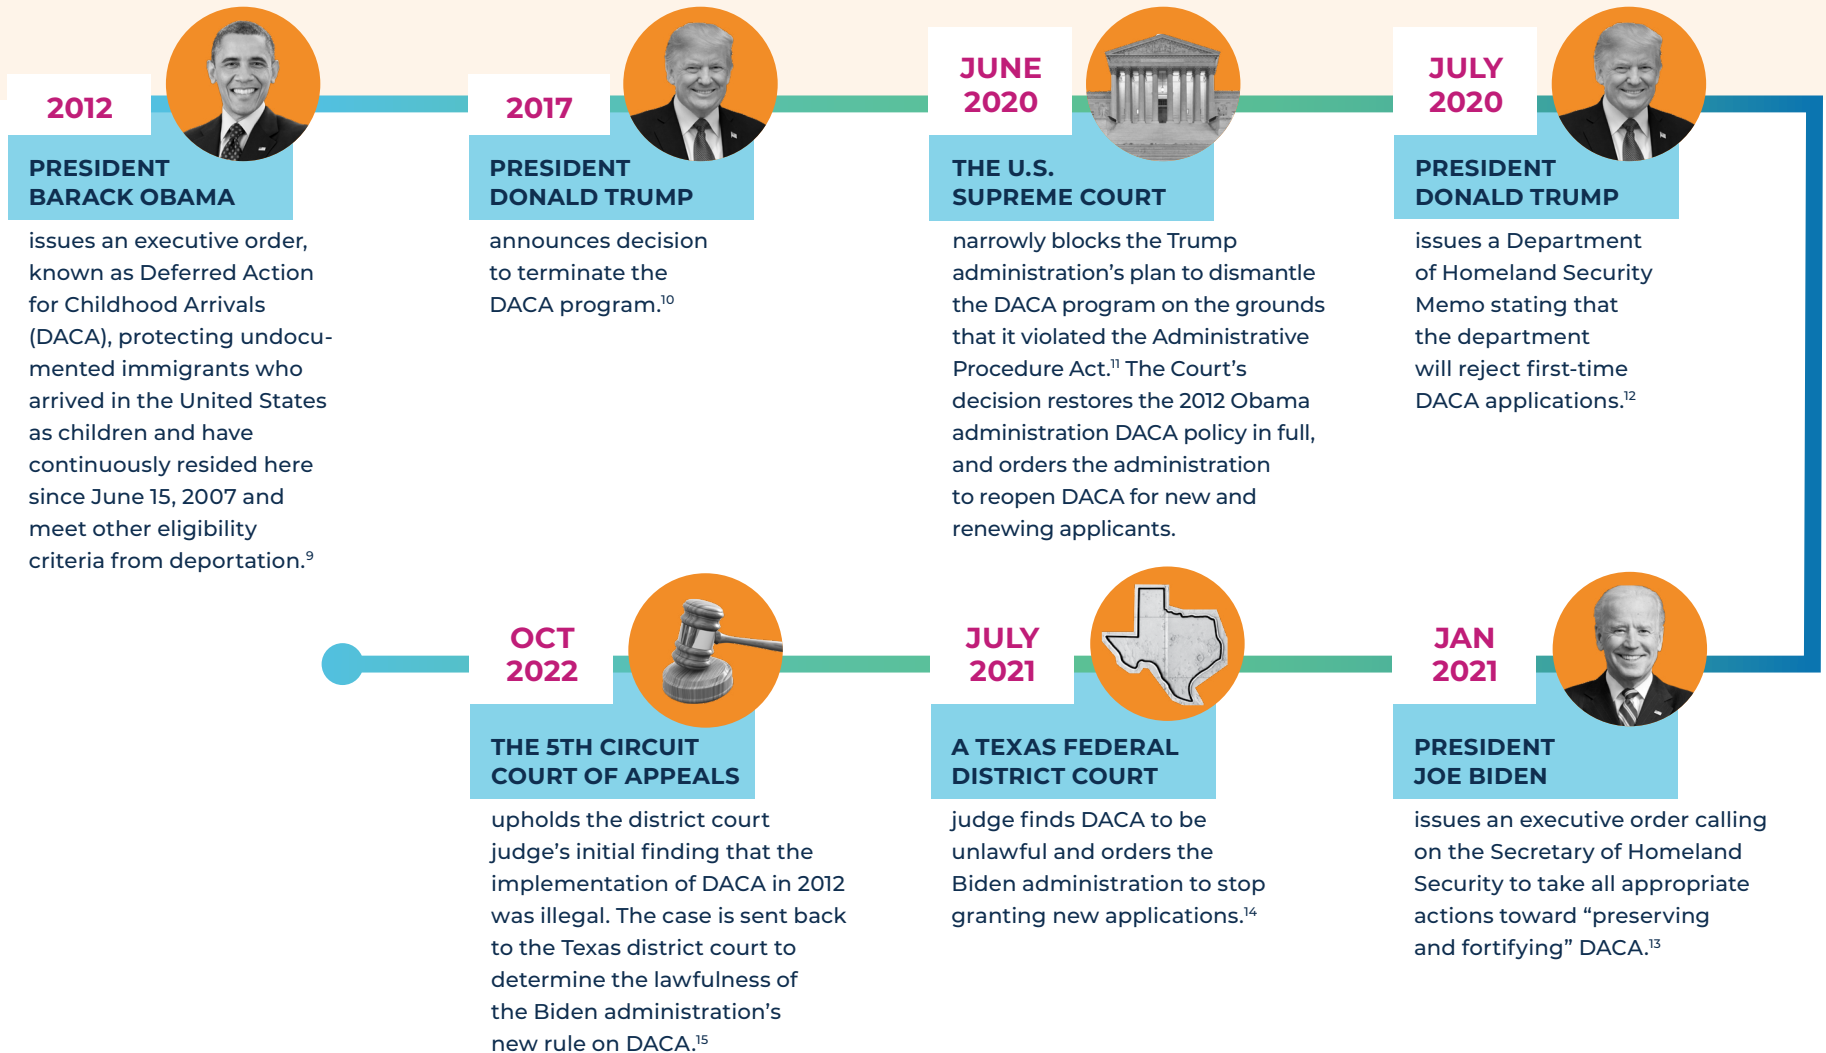 2012
PRESIDENT
BARACK OBAMA
issues an executive order,
known as Deferred Action
for Childhood Arrivals
(DACA), protecting undocu-
mented immigrants who
arrived in the United States
as children and have
continuously resided here
since June 15, 2007 and
meet other eligibility
criteria from deportation.9
2017
PRESIDENT
DONALD TRUMP
announces decision
to terminate the
DACA program.10
JUNE
2020
THE U.S.
SUPREME COURT
narrowly blocks the Trump
administration’s plan to dismantle
the DACA program on the grounds
that it violated the Administrative
Procedure Act.11 The Court’s
decision restores the 2012 Obama
administration DACA policy in full,
and orders the administration
to reopen DACA for new and
renewing applicants.
JULY
2020
PRESIDENT
DONALD TRUMP
issues a Department
of Homeland Security
Memo stating that
the department
will reject first-time
DACA applications.12
JAN
2021
PRESIDENT
JOE BIDEN
issues an executive order calling
on the Secretary of Homeland
Security to take all appropriate
actions toward “preserving
and fortifying” DACA.13
JULY
2021
A TEXAS FEDERAL
DISTRICT COURT
judge finds DACA to be
unlawful and orders the
Biden administration to stop
granting new applications.14
OCT
2022
THE 5TH CIRCUIT
COURT OF APPEALS
upholds the district court
judge’s initial finding that the
implementation of DACA in 2012
was illegal. The case is sent back
to the Texas district court to
determine the lawfulness of
the Biden administration’s
new rule on DACA.15